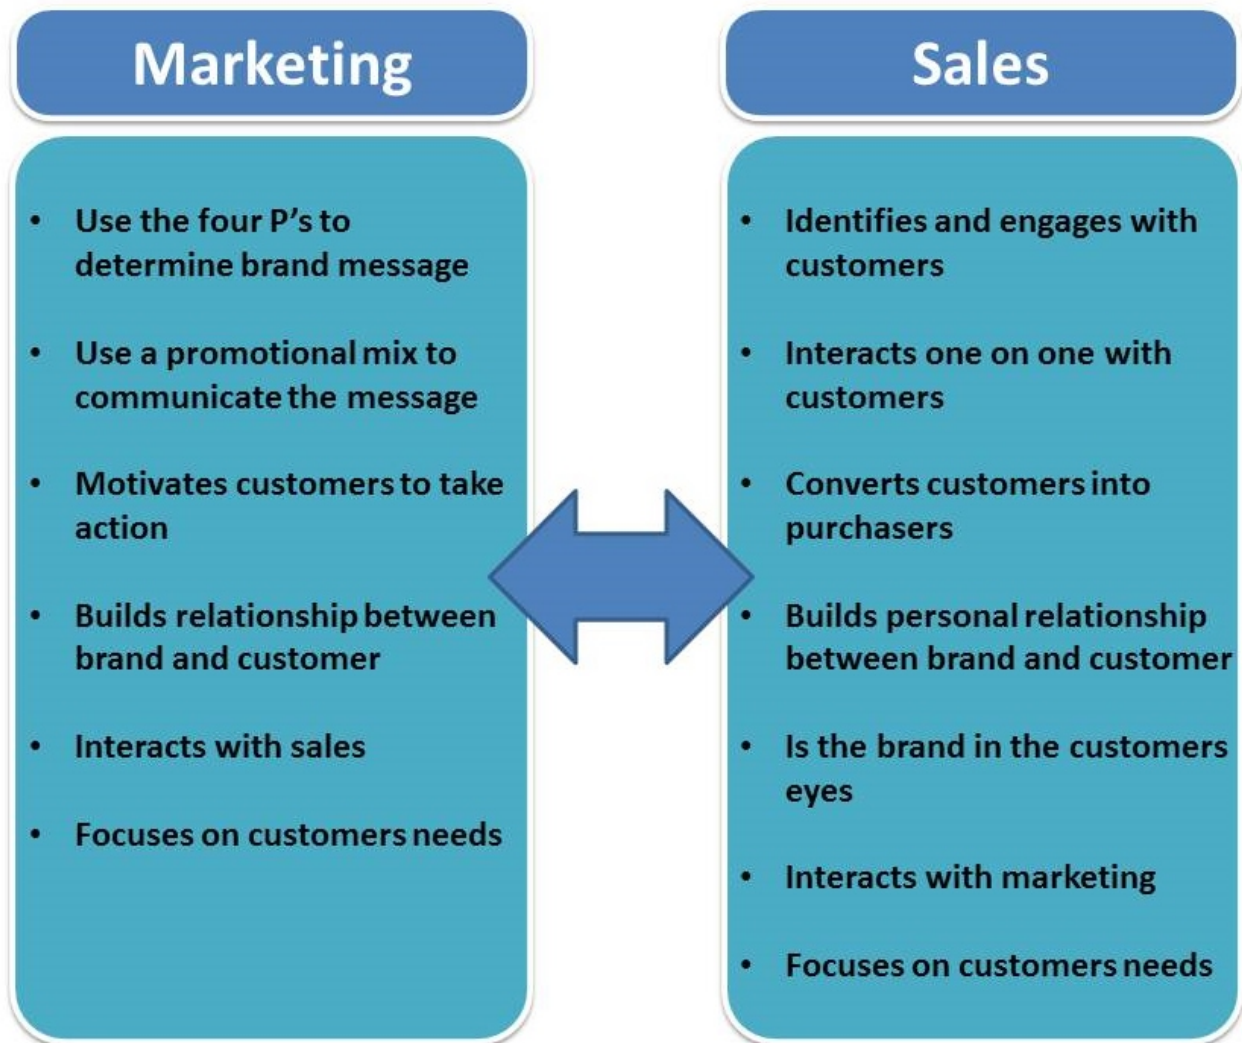 Marketing
• Use the four P’s to
determine brand message
• Use a promotional mix to
communicate the message
• Motivates customers to take
action
• Builds relationship between
brand and customer
• Interacts with sales
• Focuses on customers needs
Sales
• Identifies and engages with
customers
• Interacts one on one with
customers
• Converts customers into
purchasers
• Builds personal relationship
between brand and customer
• Is the brand in the customers
eyes
• Interacts with marketing
• Focuses on customers needs